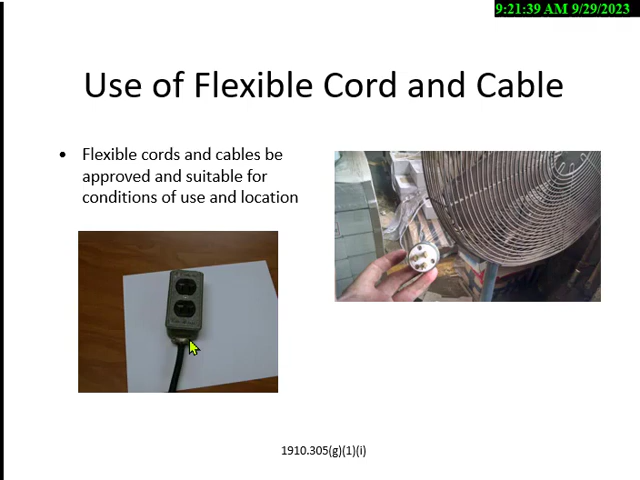 9:21:39 AM 9/29/2023
Use of Flexible Cord and Cable
• Flexible cords and cables be
approved and suitable for
conditions of use and location
1910.305(g)(1)(i)